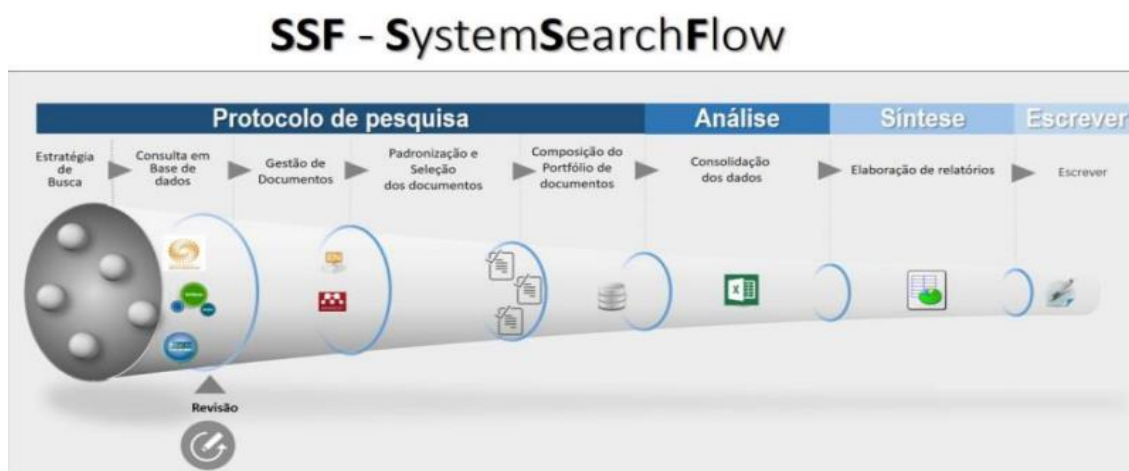 SSF - SystemSearchFlow
Protocolo de pesquisa
Análise
Síntese
Escrever
Estratégia
de
Busca
Consulta em
Base de
dados
Gestão de
Documentos
Padronização e
Seleção
dos documentos
Composição do
Portfólio de
documentos
Consolidação
dos dados
Elaboração de relatórios
Escrever
Revisão